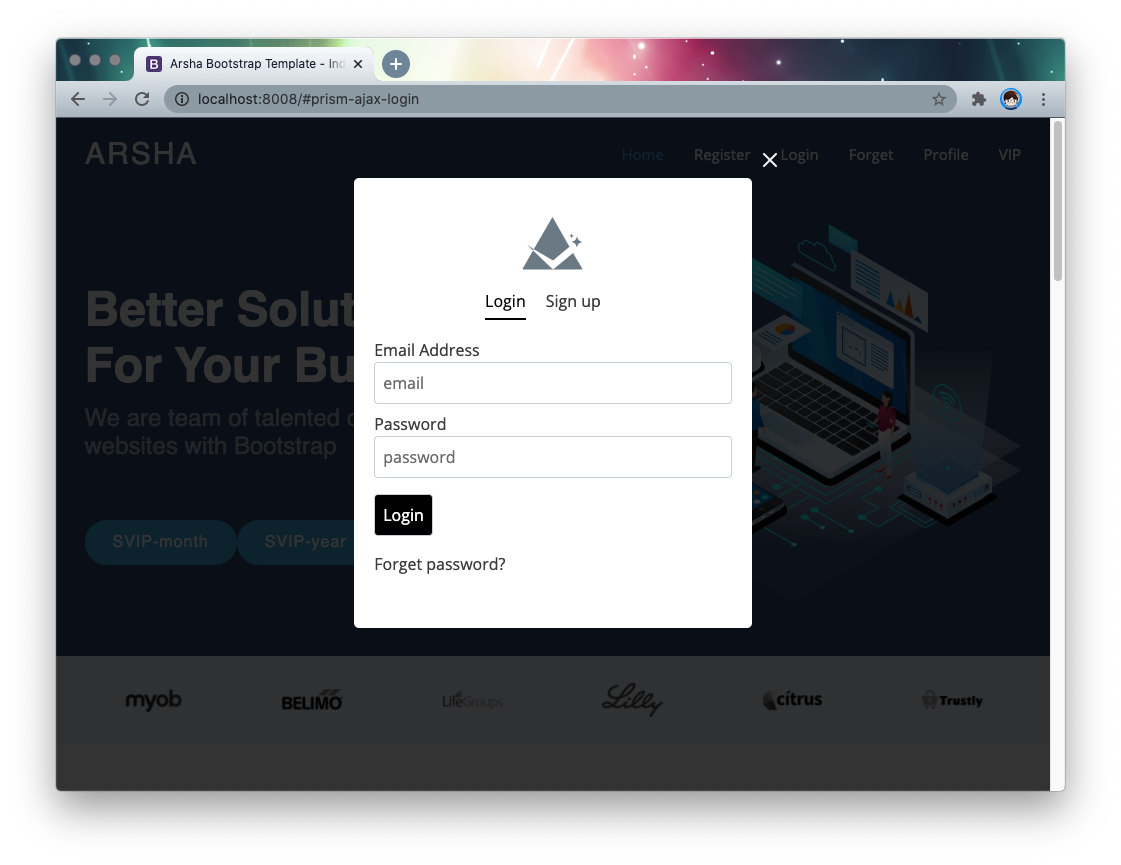 B Arsha Bootstrap Template - Ind
localhost:8008/#prism-ajax-login
ARSHA
Home Register Login Forget Profile VIP
Login Sign up
Better Solut
For Your Bu
We are team of talented
websites with Bootstrap
Email Address
email
Password
password
Login
Forget password?
SVIP-month SVIP-year
myob BELIMO LifeGroups Lilly citrus Trustly